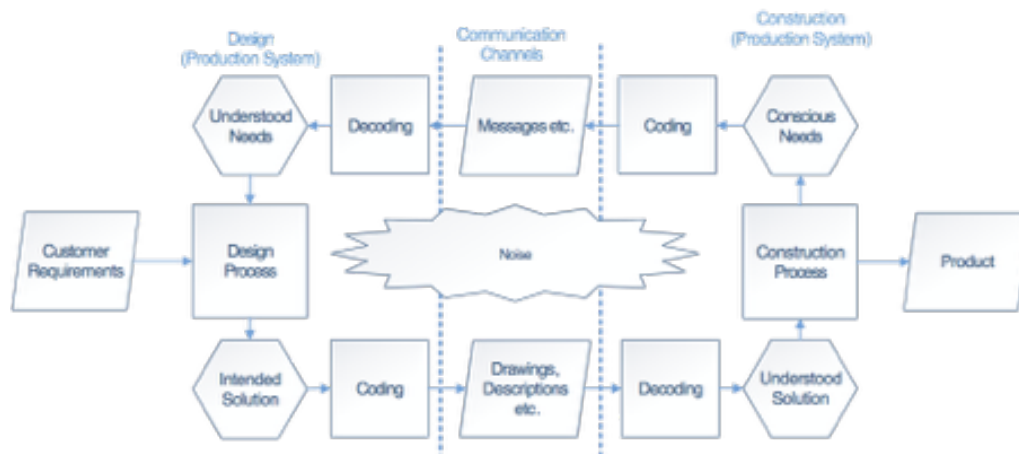 Design
(Production System)
Communication
Channels
Construction
(Production System)
Understood
Needs
Decoding
Messages etc.
Coding
Conscious Needs
Customer
Requirements
Design
Process
Noise
Construction
Process
Product
Intended
Solution
Coding
Drawings,
Descriptions
etc.
Decoding
Understood
Solution